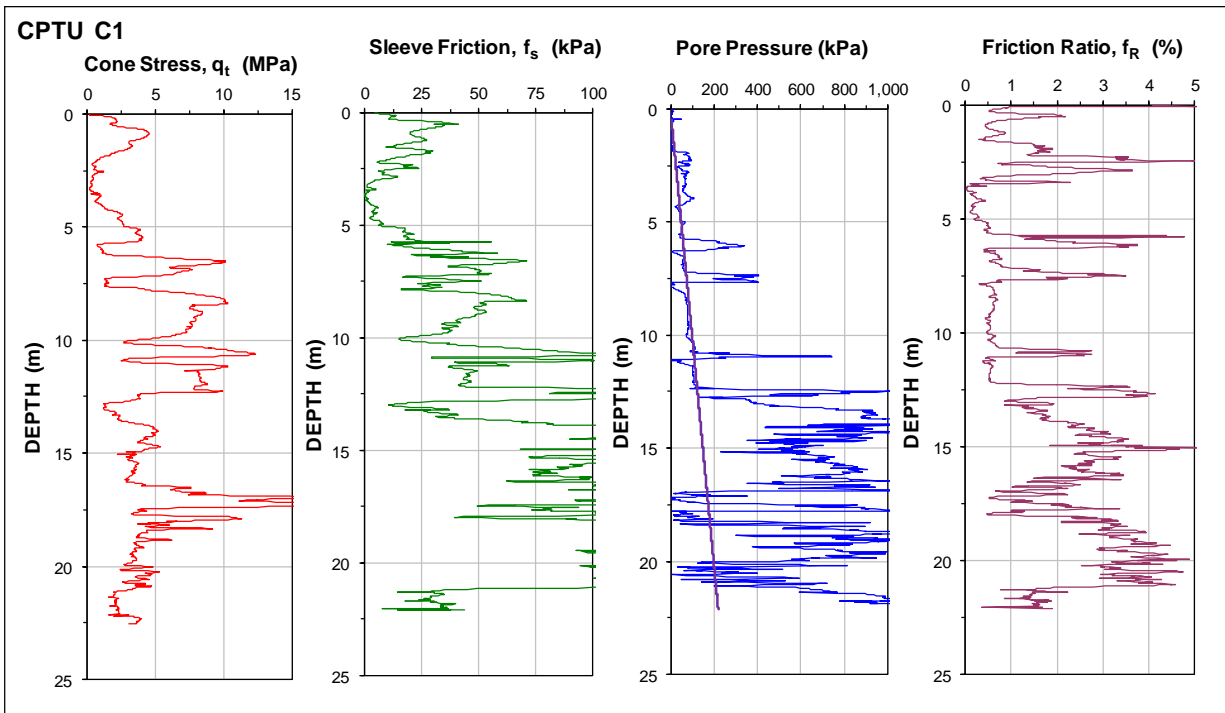 CPTU C1
Cone Stress, qt (MPa)
0 5 10 15
0
5
10
15
20
25
DEPTH (m)
Sleeve Friction, fs (kPa)
0 25 50 75 100
0
5
10
15
20
25
DEPTH (m)
Pore Pressure (kPa)
0 200 400 600 800 1,000
0
5
10
15
20
25
DEPTH (m)
Friction Ratio, fR (%)
0 1 2 3 4 5
0
5
10
15
20
25
DEPTH (m)